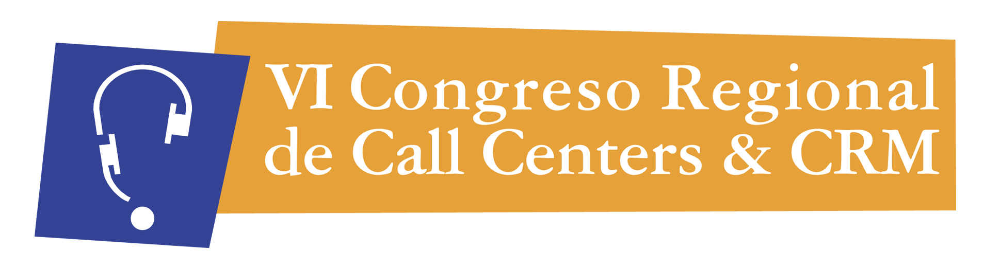 VI Congreso Regional
de Call Centers & CRM